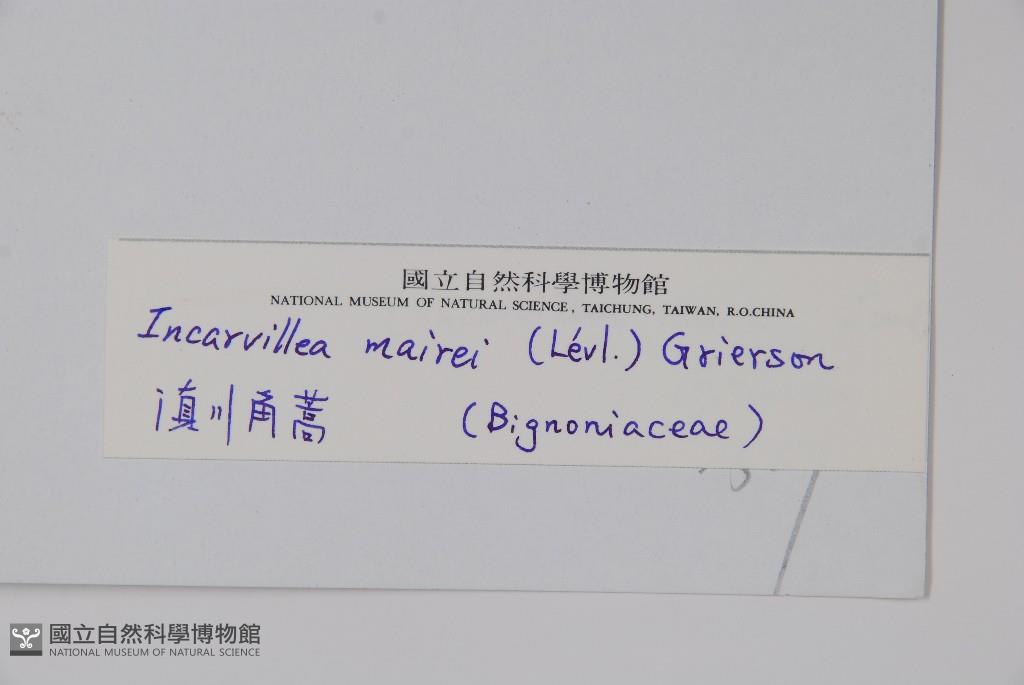 國立自然科學博物館
NATIONAL MUSEUM OF NATURAL SCIENCE, TAICHUNG, TAIWAN, R.O.CHINA
Incarvillea mairei (Lévl.) Grierson
滇川角蒿 (Bignoniaceae)
國立自然科學博物館
NATIONAL MUSEUM OF NATURAL SCIENCE